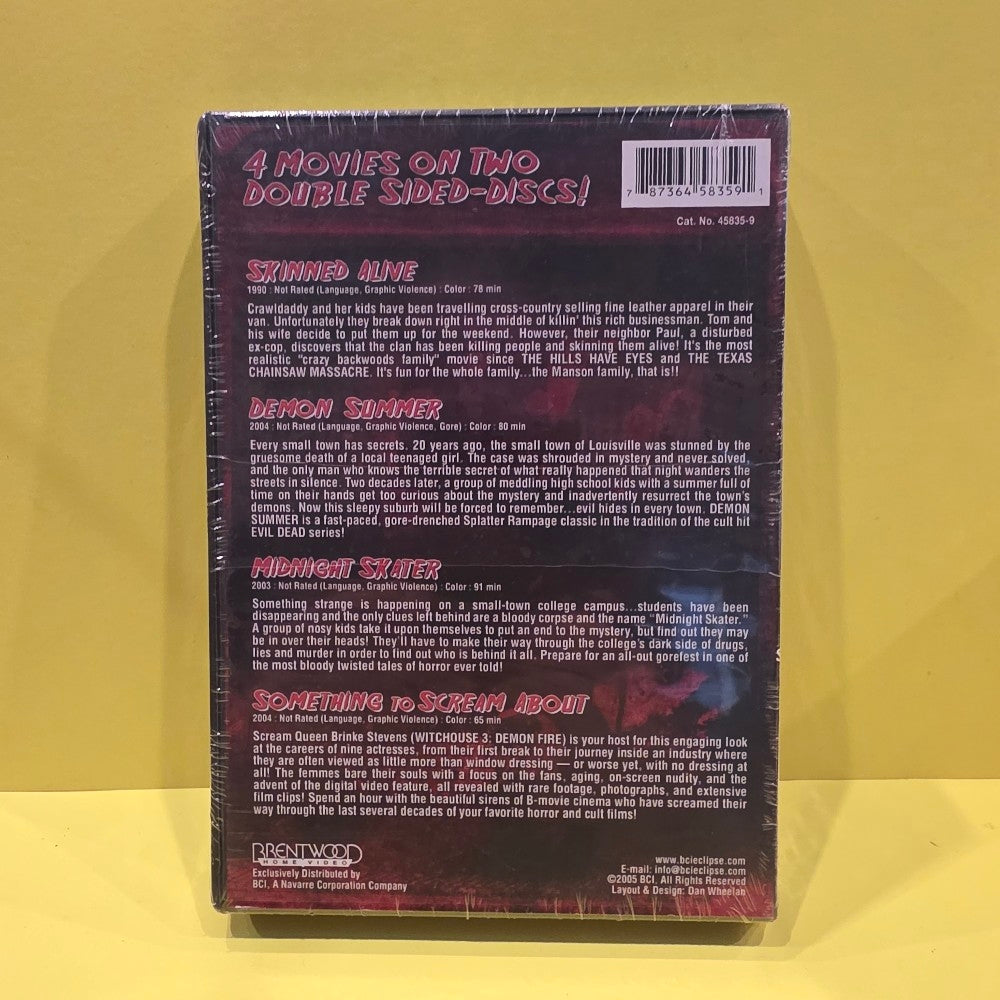 4 MOVIES ON TWO
DOUBLE SIDED-DISCS!
7 87364 58359 1
Cat. No. 45835-9
SKINNED ALIVE
1990 : Not Rated (Language, Graphic Violence) : Color : 78 min
Crawldaddy and her kids have been travelling cross-country selling fine leather apparel in their
van. Unfortunately they break down right in the middle of killin' this rich businessman. Tom and
his wife decide to put them up for the weekend. However, their neighbor Paul, a disturbed
ex-cop, discovers that the clan has been killing people and skinning them alive! It's the most
realistic "crazy backwoods family" movie since THE HILLS HAVE EYES and THE TEXAS
CHAINSAW MASSACRE. It's fun for the whole family...the Manson family, that is!!
DEMON SUMMER
2004 : Not Rated (Language, Graphic Violence, Gore) : Color : 80 min
Every small town has secrets. 20 years ago, the small town of Louisville was stunned by the
gruesome death of a local teenaged girl. The case was shrouded in mystery and never solved,
and the only man who knows the terrible secret of what really happened that night wanders the
streets in silence. Two decades later, a group of meddling high school kids with a summer full of
time on their hands get too curious about the mystery and inadvertently resurrect the town's
demons. Now this sleepy suburb will be forced to remember...evil hides in every town. DEMON
SUMMER is a fast-paced, gore-drenched Splatter Rampage classic in the tradition of the cult hit
EVIL DEAD series!
MIDNIGHT SKATER
2003 : Not Rated (Language, Graphic Violence) : Color : 91 min
Something strange is happening on a small-town college campus...students have been
disappearing and the only clues left behind are a bloody corpse and the name "Midnight Skater."
A group of nosy kids take it upon themselves to put an end to the mystery, but find out they may
be in over their heads! They'll have to make their way through the college's dark side of drugs,
lies and murder in order to find out who is behind it all. Prepare for an all-out gorefest in one of
the most bloody twisted tales of horror ever told!
SOMETHING TO SCREAM ABOUT
2004 : Not Rated (Language, Graphic Violence) : Color : 65 min
Scream Queen Brinke Stevens (WITCHOUSE 3: DEMON FIRE) is your host for this engaging look
at the careers of nine actresses, from their first break to their journey inside an industry where
they are often viewed as little more than window dressing — or worse yet, with no dressing at
all! The femmes bare their souls with a focus on the fans, aging, on-screen nudity, and the
advent of the digital video feature, all revealed with rare footage, photographs, and extensive
film clips! Spend an hour with the beautiful sirens of B-movie cinema who have screamed their
way through the last several decades of your favorite horror and cult films!
BRENTWOOD
HOME VIDEO
Exclusively Distributed by
BCI, A Navarre Corporation Company
www.bcieclipse.com
E-mail: info@bcieclipse.com
©2005 BCI. All Rights Reserved
Layout & Design: Dan Wheelan